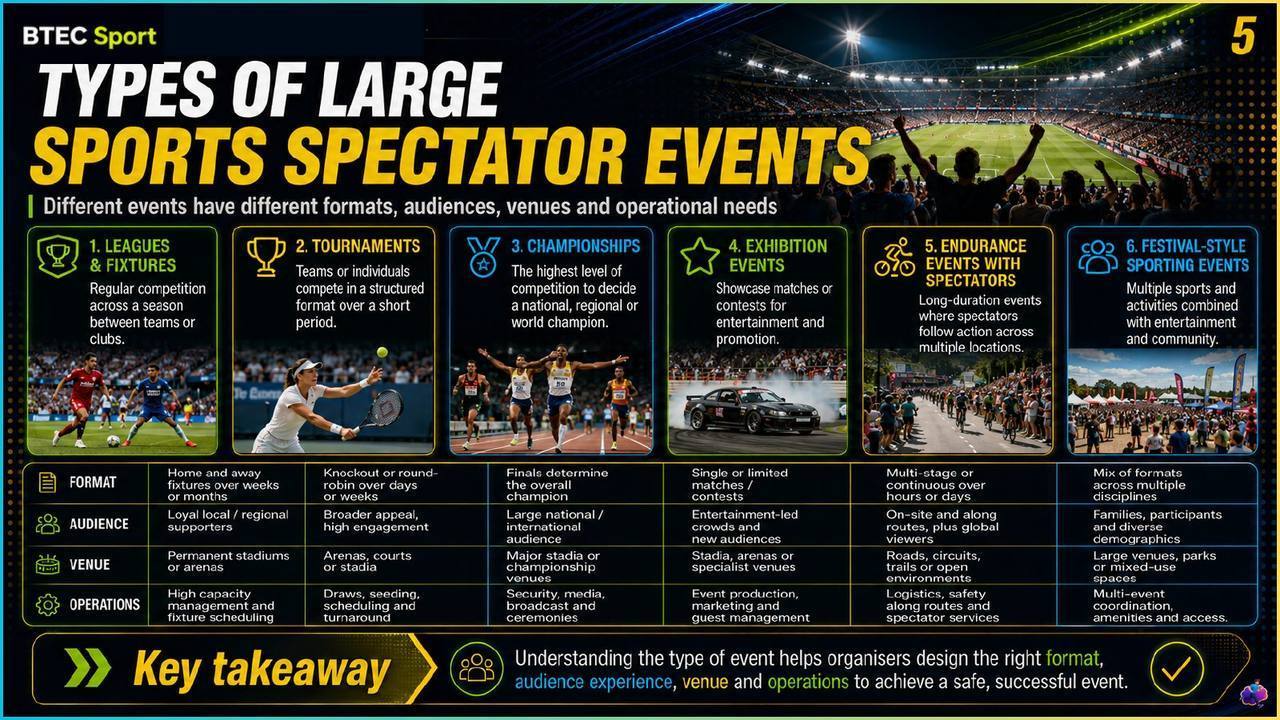 BTEC Sport
5
TYPES OF LARGE
SPORTS SPECTATOR EVENTS
Different events have different formats, audiences, venues and operational needs
1. LEAGUES
& FIXTURES
Regular competition
across a season
between teams or
clubs.
2. TOURNAMENTS
Teams or individuals
compete in a structured
format over a short
period.
3. CHAMPIONSHIPS
The highest level of
competition to decide
a national, regional or
world champion.
4. EXHIBITION
EVENTS
Showcase matches or
contests for
entertainment and
promotion.
5. ENDURANCE
EVENTS WITH
SPECTATORS
Long-duration events
where spectators
follow action across
multiple locations.
6. FESTIVAL-STYLE
SPORTING EVENTS
Multiple sports and
activities combined
with entertainment
and community.
FORMAT
Home and away
fixtures over weeks
or months
Knockout or round-
robin over days
or weeks
Finals determine
the overall
champion
Single or limited
matches /
contests
Multi-stage or
continuous over
hours or days
Mix of formats
across multiple
disciplines
AUDIENCE
Loyal local / regional
supporters
Broader appeal,
high engagement
Large national /
international
audience
Entertainment-led
crowds and
new audiences
On-site and along
routes, plus global
viewers
Families, participants
and diverse
demographics
VENUE
Permanent stadiums
or arenas
Arenas, courts
or stadia
Major stadia or
championship
venues
Stadia, arenas or
specialist venues
Roads, circuits,
trails or open
environments
Large venues, parks
or mixed-use
spaces
OPERATIONS
High capacity
management and
fixture scheduling
Draws, seeding,
scheduling and
turnaround
Security, media,
broadcast and
ceremonies
Event production,
marketing and
guest management
Logistics, safety
along routes and
spectator services
Multi-event
coordination,
amenities and access.
Key takeaway
Understanding the type of event helps organisers design the right format,
audience experience, venue and operations to achieve a safe, successful event.